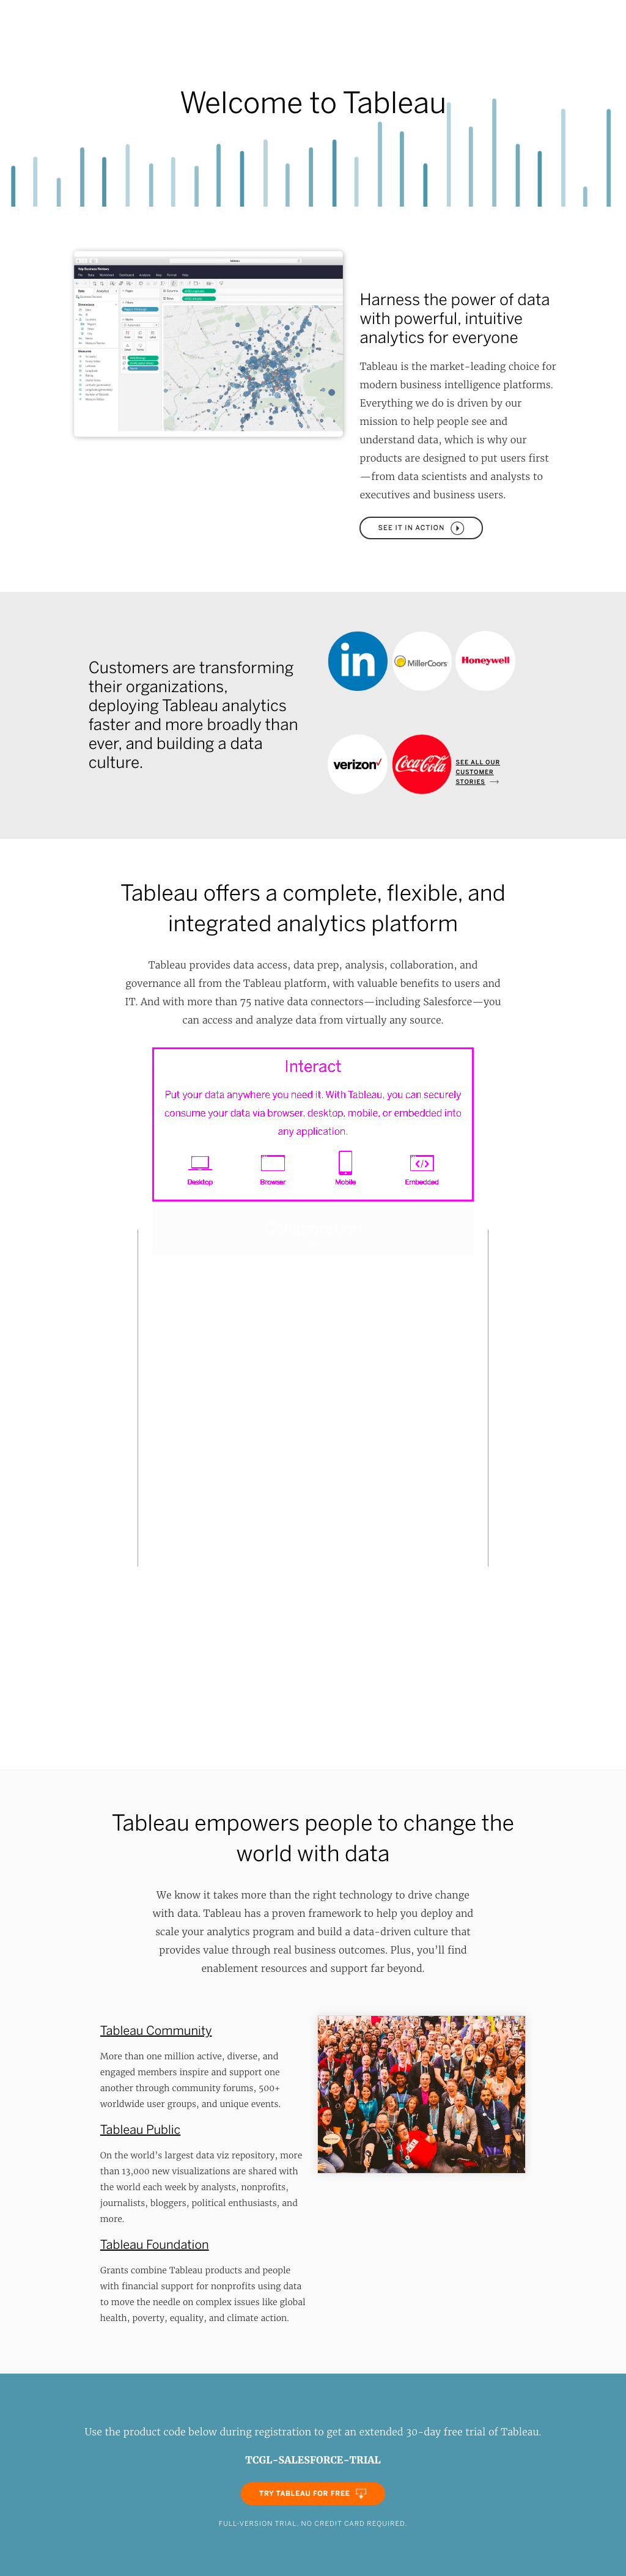 Welcome to Tableau
Harness the power of data
with powerful, intuitive
analytics for everyone
Tableau is the market-leading choice for
modern business intelligence platforms.
Everything we do is driven by our
mission to help people see and
understand data, which is why our
products are designed to put users first
—from data scientists and analysts to
executives and business users.
SEE IT IN ACTION
Customers are transforming
their organizations,
deploying Tableau analytics
faster and more broadly than
ever, and building a data
culture.
in
MillerCoors
Honeywell
verizon✓
Coca-Cola
SEE ALL OUR
CUSTOMER
STORIES
Tableau offers a complete, flexible, and
integrated analytics platform
Tableau provides data access, data prep, analysis, collaboration, and
governance all from the Tableau platform, with valuable benefits to users and
IT. And with more than 75 native data connectors—including Salesforce—you
can access and analyze data from virtually any source.
Interact
Put your data anywhere you need it. With Tableau, you can securely
consume your data via browser, desktop, mobile, or embedded into
any application.
Desktop
Browser
Mobile
Embedded
Tableau empowers people to change the
world with data
We know it takes more than the right technology to drive change
with data. Tableau has a proven framework to help you deploy and
scale your analytics program and build a data-driven culture that
provides value through real business outcomes. Plus, you'll find
enablement resources and support far beyond.
Tableau Community
More than one million active, diverse, and
engaged members inspire and support one
another through community forums, 500+
worldwide user groups, and unique events.
Tableau Public
On the world's largest data viz repository, more
than 13,000 new visualizations are shared with
the world each week by analysts, nonprofits,
journalists, bloggers, political enthusiasts, and
more.
Tableau Foundation
Grants combine Tableau products and people
with financial support for nonprofits using data
to move the needle on complex issues like global
health, poverty, equality, and climate action.
Use the product code below during registration to get an extended 30-day free trial of Tableau.
TCGL-SALESFORCE-TRIAL
TRY TABLEAU FOR FREE
FULL-VERSION TRIAL. NO CREDIT CARD REQUIRED.